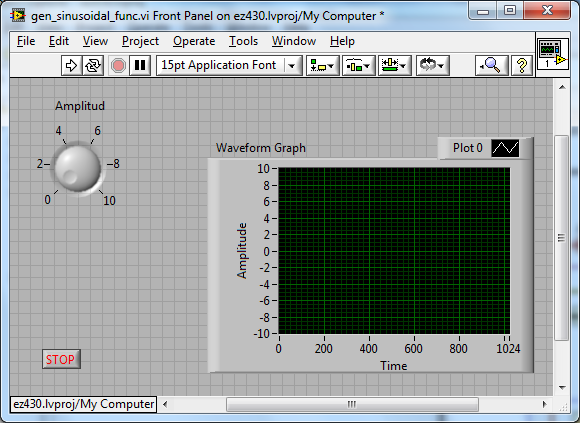 gen_sinusoidal_func.vi Front Panel on ez430.lvproj/My Computer *
File Edit View Project Operate Tools Window Help
15pt Application Font
?
1
Amplitud
4 6
2 8
0 10
Waveform Graph
Plot 0
10
8
6
4
2
0
-2
-4
-6
-8
-10
Amplitude
0 200 400 600 800 1024
Time
STOP
ez430.lvproj/My Computer